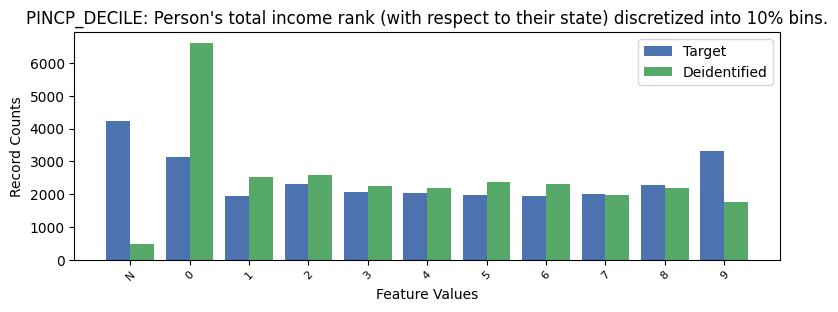 PINCP_DECILE: Person's total income rank (with respect to their state) discretized into 10% bins.
Target
Deidentified
Record Counts
6000
5000
4000
3000
2000
1000
0
N 0 1 2 3 4 5 6 7 8 9
Feature Values